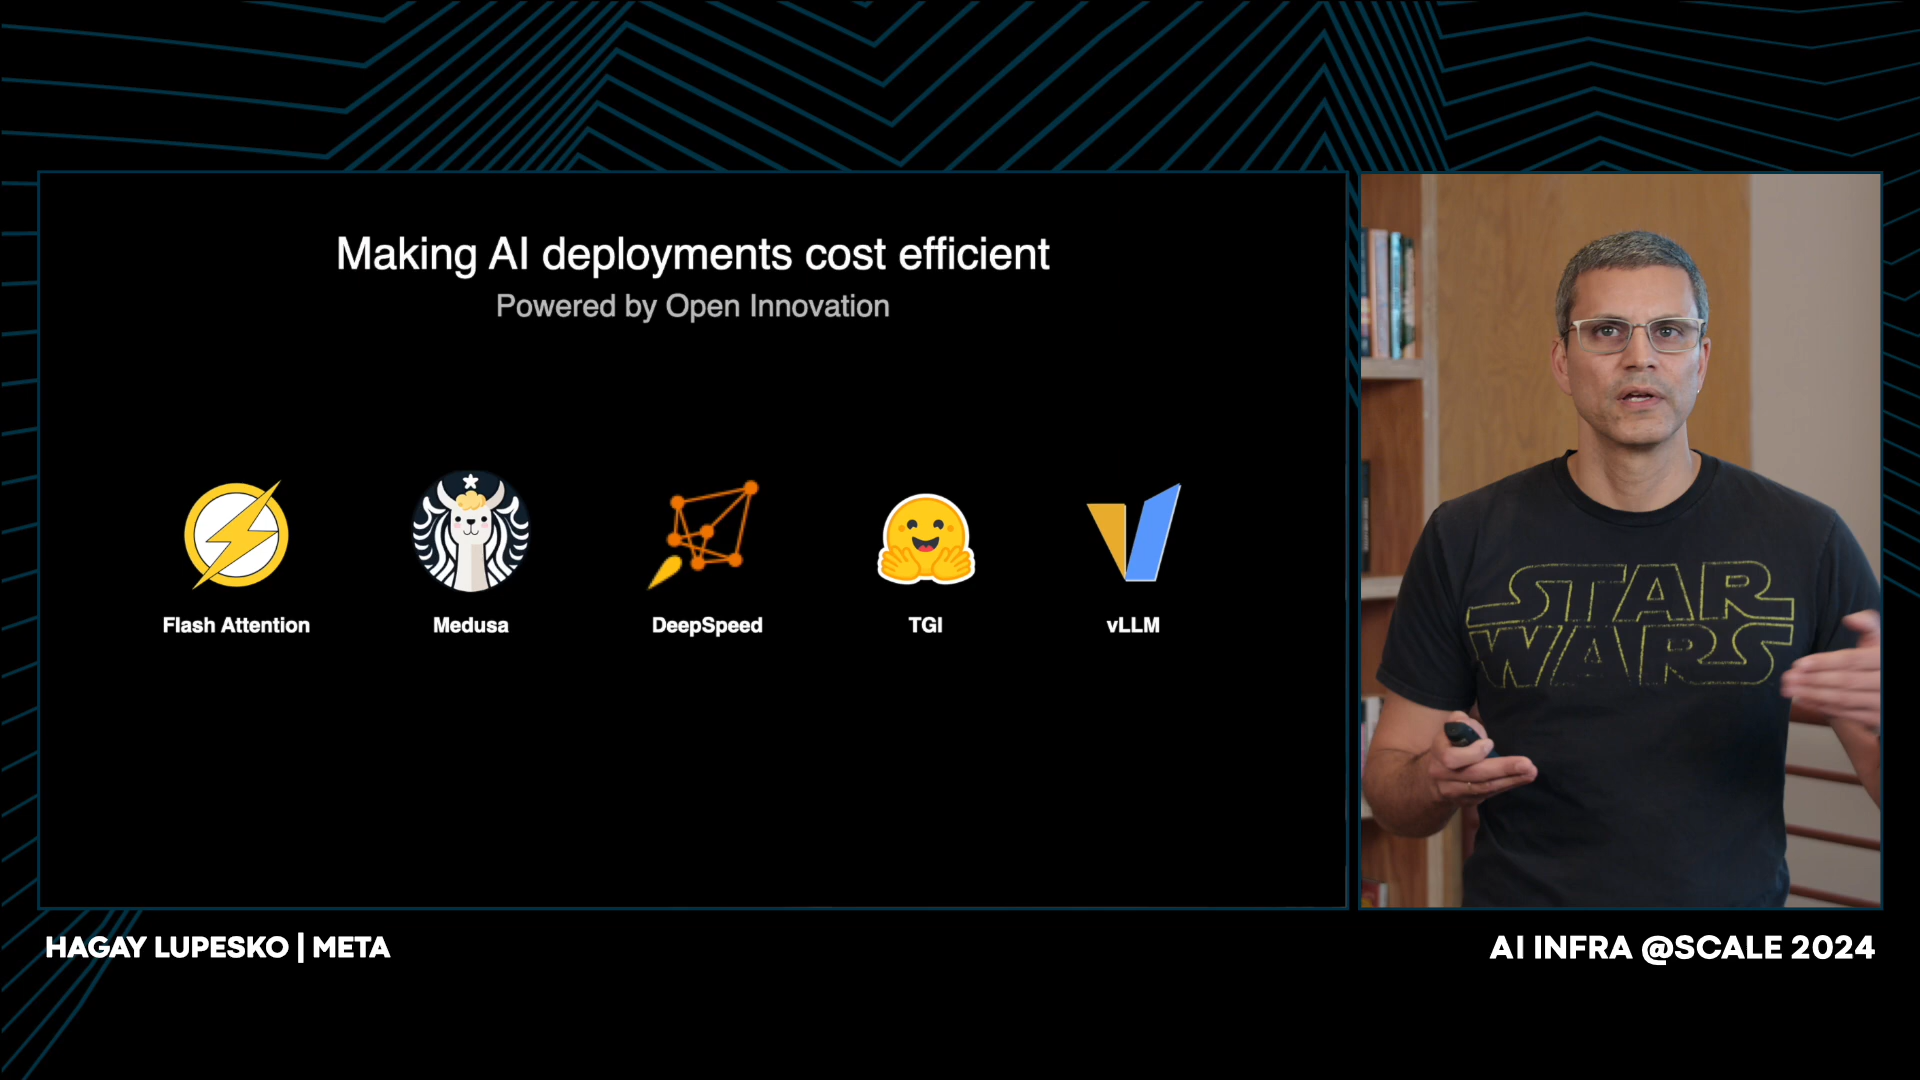 Making AI deployments cost efficient
Powered by Open Innovation
Flash Attention
Medusa
DeepSpeed
TGI
vLLM
STAR
WARS
HAGAY LUPESKO | META
AI INFRA @SCALE 2024